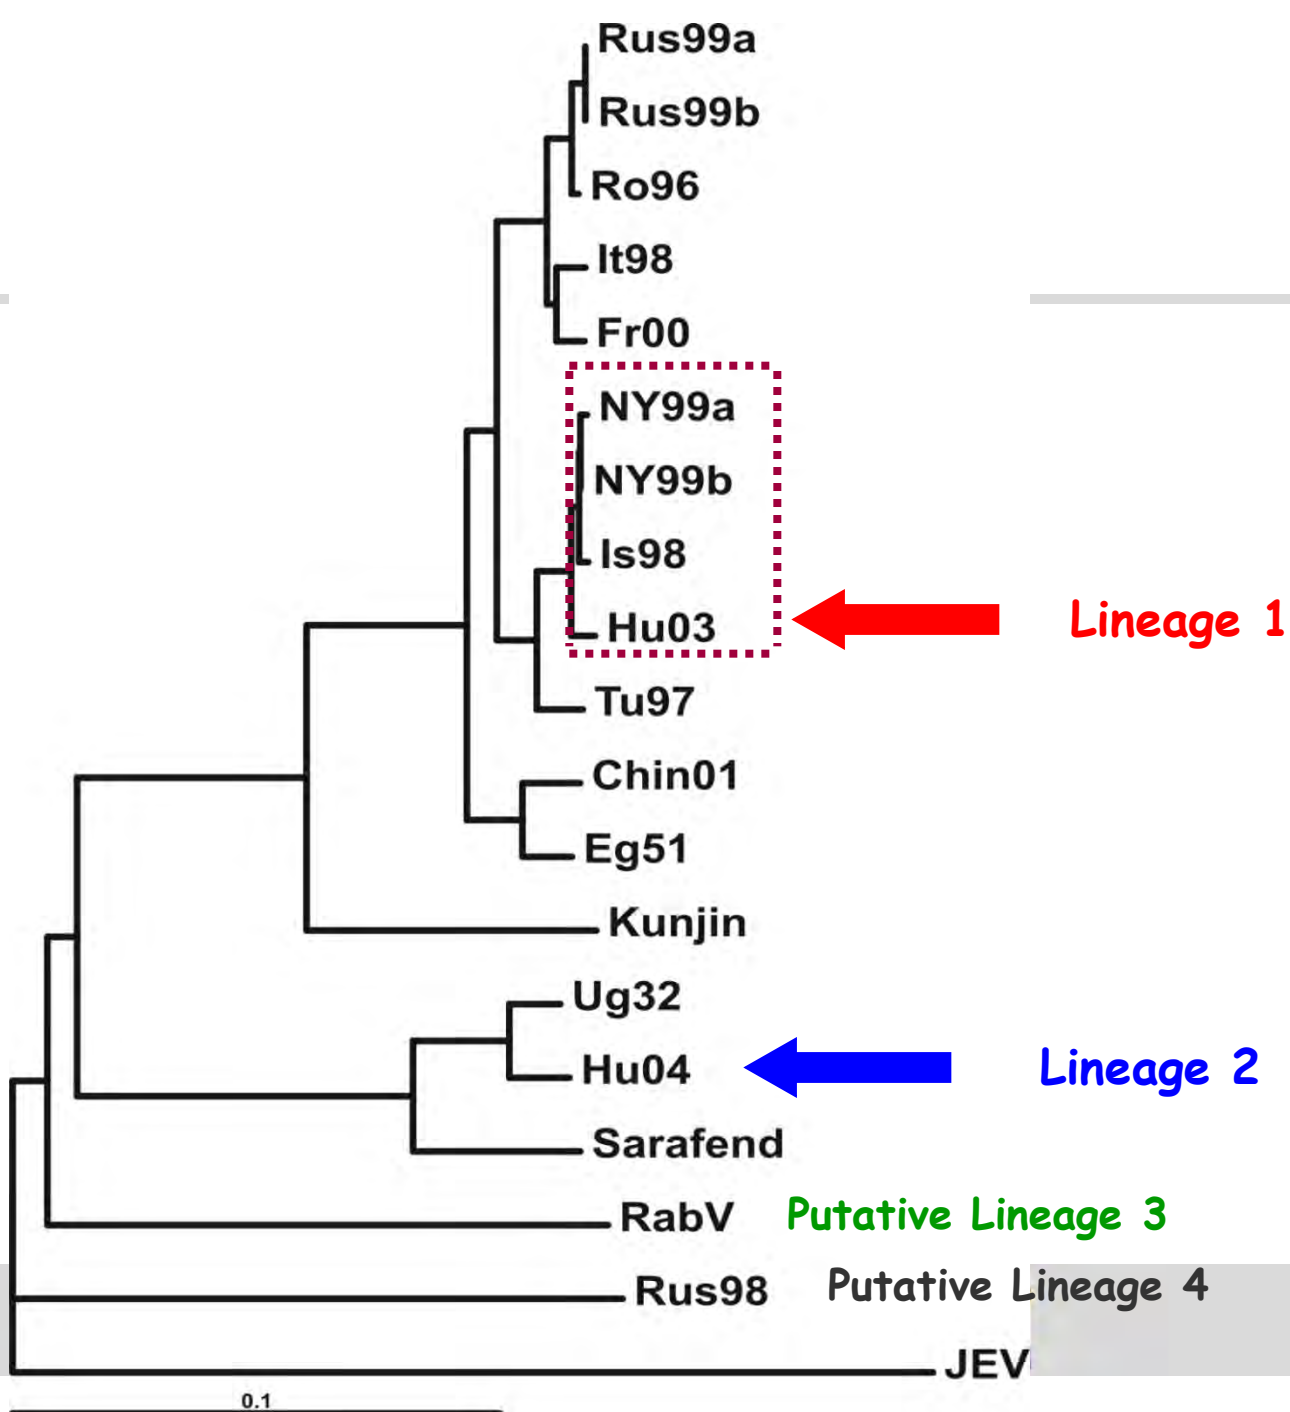 Rus99a
Rus99b
Ro96
It98
Fr00
NY99a
NY99b
Is98
Hu03
Lineage 1
Tu97
Chin01
Eg51
Kunjin
Ug32
Hu04
Lineage 2
Sarafend
RabV
Putative Lineage 3
Rus98
Putative Lineage 4
JEV
0.1